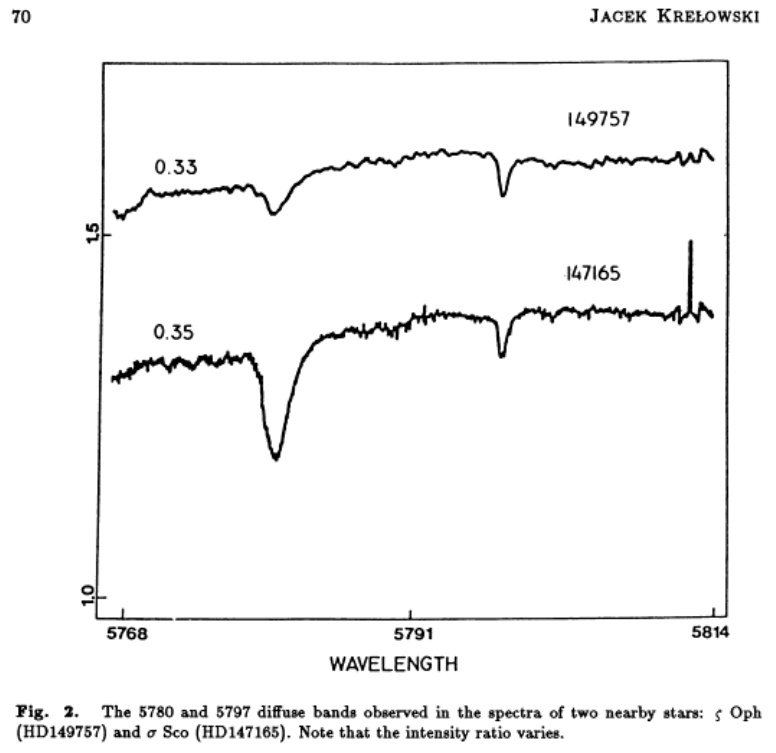 70 JACEK KREŁOWSKI
149757
0.33
1.5
147165
0.35
1.0
5768 5791 5814
WAVELENGTH
Fig. 2. The 5780 and 5797 diffuse bands observed in the spectra of two nearby stars: ς Oph
(HD149757) and σ Sco (HD147165). Note that the intensity ratio varies.